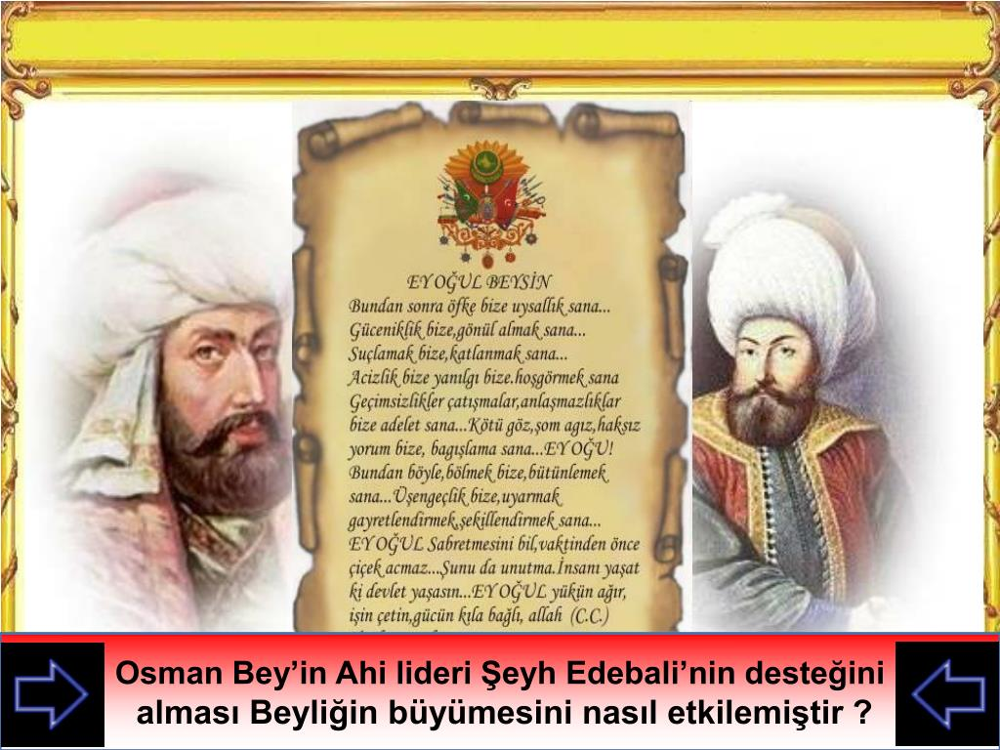 EY OĞUL BEYSİN
Bundan sonra öfke bize uysallık sana...
Güceniklik bize,gönül almak sana...
Suçlamak bize,katlanmak sana...
Acizlik bize yanılgı bize.hoşgörmek sana
Geçimsizlikler çatışmalar,anlaşmazlıklar
bize adelet sana...Kötü göz,şom agız,haksız
yorum bize, bagışlama sana...EY OĞU!
Bundan böyle,bölmek bize,bütünlemek
sana...Üşengeçlik bize,uyarmak
gayretlendirmek,şekillendirmek sana...
EY OĞUL Sabretmesini bil,vaktinden önce
çiçek acmaz...Şunu da unutma.İnsanı yaşat
ki devlet yaşasın...EY OĞUL yükün ağır,
işin çetin,gücün kıla bağlı, allah (C.C.)
Osman Bey’in Ahi lideri Şeyh Edebali’nin desteğini
alması Beyliğin büyümesini nasıl etkilemiştir ?